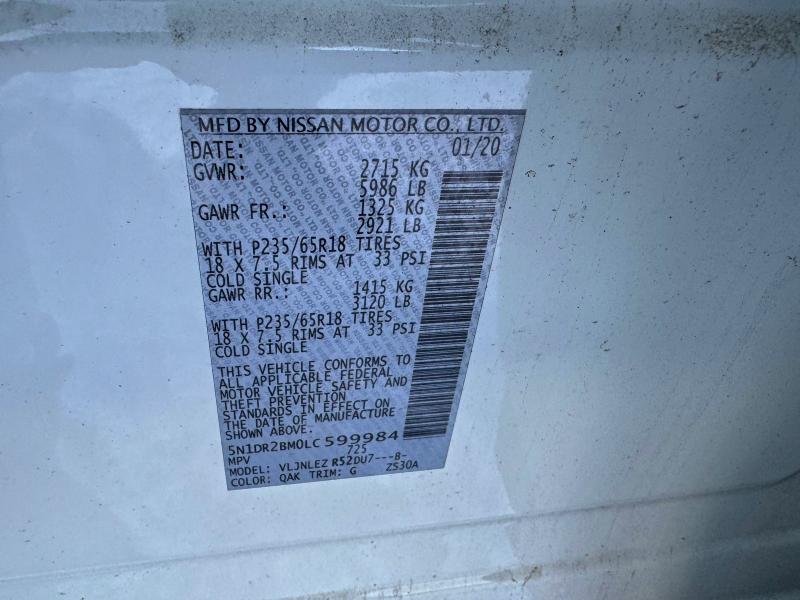 MFD BY NISSAN MOTOR CO., LTD.
DATE: 01/20
GVWR: 2715 KG
5986 LB
GAWR FR.: 1325 KG
2921 LB
WITH P235/65R18 TIRES
18 X 7.5 RIMS AT 33 PSI
COLD SINGLE
GAWR RR.: 1415 KG
3120 LB
WITH P235/65R18 TIRES
18 X 7.5 RIMS AT 33 PSI
COLD SINGLE
THIS VEHICLE CONFORMS TO
ALL APPLICABLE FEDERAL
MOTOR VEHICLE SAFETY AND
THEFT PREVENTION
STANDARDS IN EFFECT ON
THE DATE OF MANUFACTURE
SHOWN ABOVE.
5N1DR2BM0LC599984
MPV 725
MODEL: VLJNLEZ R52DU7---B-
COLOR: QAK TRIM: G ZS30A